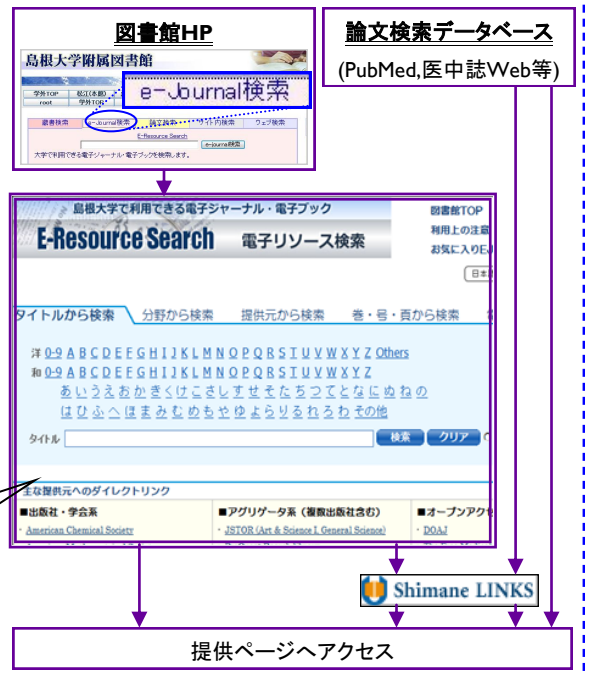 図書館HP
島根大学附属図書館
e-Journal検索
学外TOP
松江(本館)
root
学外TOP
蔵書検索
e-Journal検索
論文検索
サイト内検索
ウェブ検索
E-Resource Search
e-journal検索
大学で利用できる電子ジャーナル・電子ブックを検索します。
論文検索データベース
(PubMed,医中誌Web等)
島根大学で利用できる電子ジャーナル・電子ブック
図書館TOP
E-Resource Search 電子リソース検索
利用上の注意
お気に入りEJ
タイトルから検索 分野から検索 提供元から検索 巻・号・頁から検索
洋 0-9 A B C D E F G H I J K L M N O P Q R S T U V W X Y Z Others
和 0-9 A B C D E F G H I J K L M N O P Q R S T U V W X Y Z
あ い う え お か き く け こ さ し す せ そ た ち つ て と な に ぬ ね の
は ひ ふ へ ほ ま み む め も や ゆ よ ら り る れ ろ わ その他
タイトル 検索 クリア
主な提供元へのダイレクトリンク
■出版社・学会系 ■アグリゲータ系（複数出版社含む） ■オープンアクセ
・American Chemical Society ・JSTOR (Art & Science I, General Science) ・DOAJ
Shimane LINKS
提供ページへアクセス